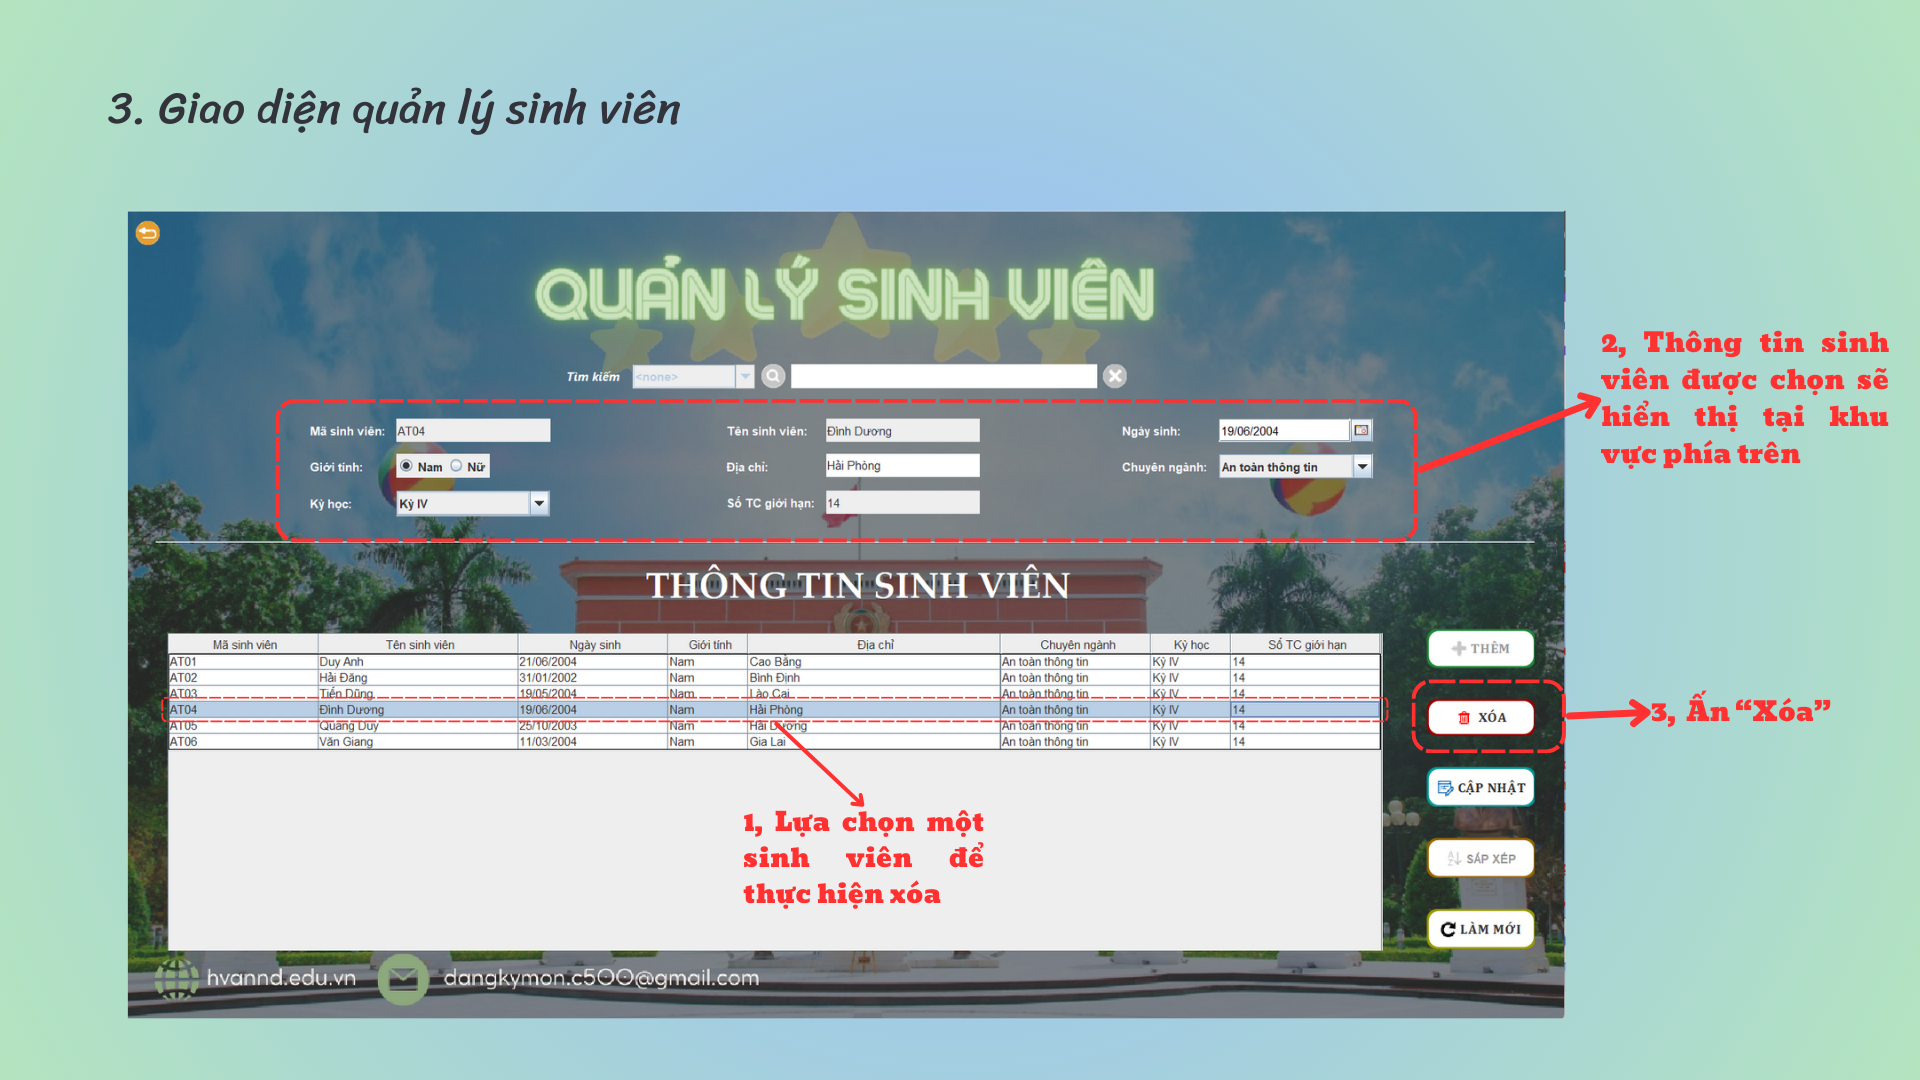 3. Giao diện quản lý sinh viên
QUẢN LÝ SINH VIÊN
Tìm kiếm <none>
Mã sinh viên: AT04 Tên sinh viên: Đình Dương Ngày sinh: 19/06/2004
Giới tính: Nam Nữ Địa chỉ: Hải Phòng Chuyên ngành: An toàn thông tin
Kỳ học: Kỳ IV Số TC giới hạn: 14
2, Thông tin sinh
viên được chọn sẽ
hiển thị tại khu
vực phía trên
THÔNG TIN SINH VIÊN
Mã sinh viên Tên sinh viên Ngày sinh Giới tính Địa chỉ Chuyên ngành Kỳ học Số TC giới hạn
AT01 Duy Anh 21/06/2004 Nam Cao Bằng An toàn thông tin Kỳ IV 14
AT02 Hải Đăng 31/01/2002 Nam Bình Định An toàn thông tin Kỳ IV 14
AT03 Tiến Dũng 19/05/2004 Nam Lào Cai An toàn thông tin Kỳ IV 14
AT04 Đình Dương 19/06/2004 Nam Hải Phòng An toàn thông tin Kỳ IV 14
AT05 Quang Duy 25/10/2003 Nam Hải Dương An toàn thông tin Kỳ IV 14
AT06 Văn Giang 11/03/2004 Nam Gia Lai An toàn thông tin Kỳ IV 14
THÊM
XÓA
3, Ấn “Xóa”
CẬP NHẬT
SẮP XẾP
LÀM MỚI
1, Lựa chọn một
sinh viên để
thực hiện xóa
hvannd.edu.vn dangkymon.c500@gmail.com